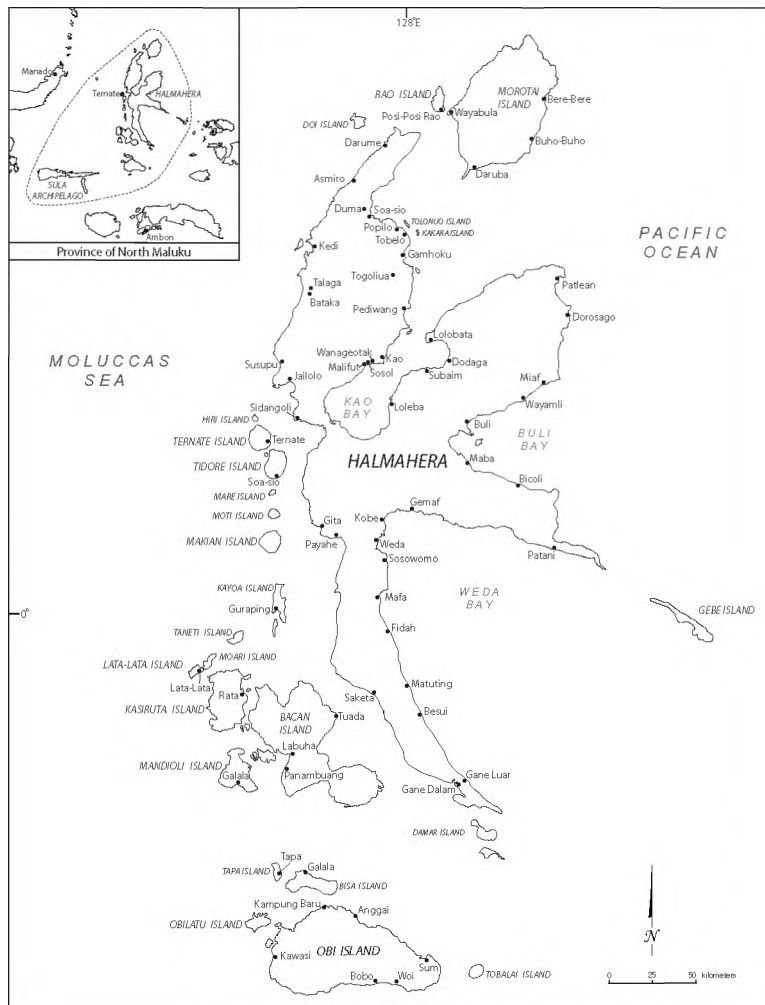 128°E
Manado
Ternate
HALMAHERA
SULA
ARCHIPELAGO
Ambon
Province of North Maluku
RAO ISLAND
MOROTAI
ISLAND
Bere-Bere
Posi-Posi Rao
Wayabula
DOI ISLAND
Buho-Buho
Darume
Daruba
Asmiro
Duma
Soa-sio
Popilo
TOLONUO ISLAND
Tobelo
KAKARA ISLAND
PACIFIC
OCEAN
Kedi
Gamhoku
Togoliua
Talaga
Bataka
Patlean
Pediwang
Dorosago
Lolobata
MOLUCCAS
SEA
Wanageotak
Kao
Malifut
Sosol
Dodaga
Susupu
Subaim
Jailolo
Miaf
KAO
BAY
Loleba
Wayamli
Sidangoli
HIRI ISLAND
Buli
BULI
BAY
TERNATE ISLAND
Ternate
HALMAHERA
TIDORE ISLAND
Maba
Soa-sio
Bicoli
MARE ISLAND
MOTI ISLAND
Gemaf
Kobe
Gita
MAKIAN ISLAND
Payahe
Weda
Patani
Sosowomo
WEDA
BAY
KAYOA ISLAND
Mafa
0°
Guraping
GEBE ISLAND
Fidah
TANETI ISLAND
MOARI ISLAND
LATA-LATA ISLAND
Lata-Lata
Rata
Saketa
Matuting
KASIRUTA ISLAND
BACAN
ISLAND
Tuada
Besui
Labuha
MANDIOLI ISLAND
Galala
Panambuang
Gane Luar
Gane Dalam
DAMAR ISLAND
Tapa
Galala
TAPA ISLAND
BISA ISLAND
Kampung Baru
Anggai
OBILATU ISLAND
N
Kawasi
OBI ISLAND
Sum
Bobo
Woi
TOBALAI ISLAND
0 25 50 kilometers